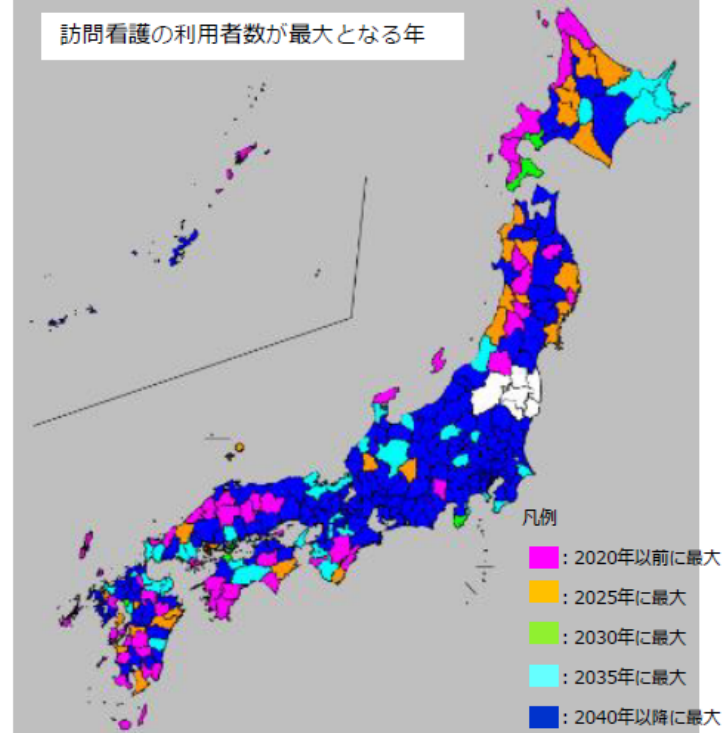 訪問看護の利用者数が最大となる年
凡例
：2020年以前に最大
：2025年に最大
：2030年に最大
：2035年に最大
：2040年以降に最大